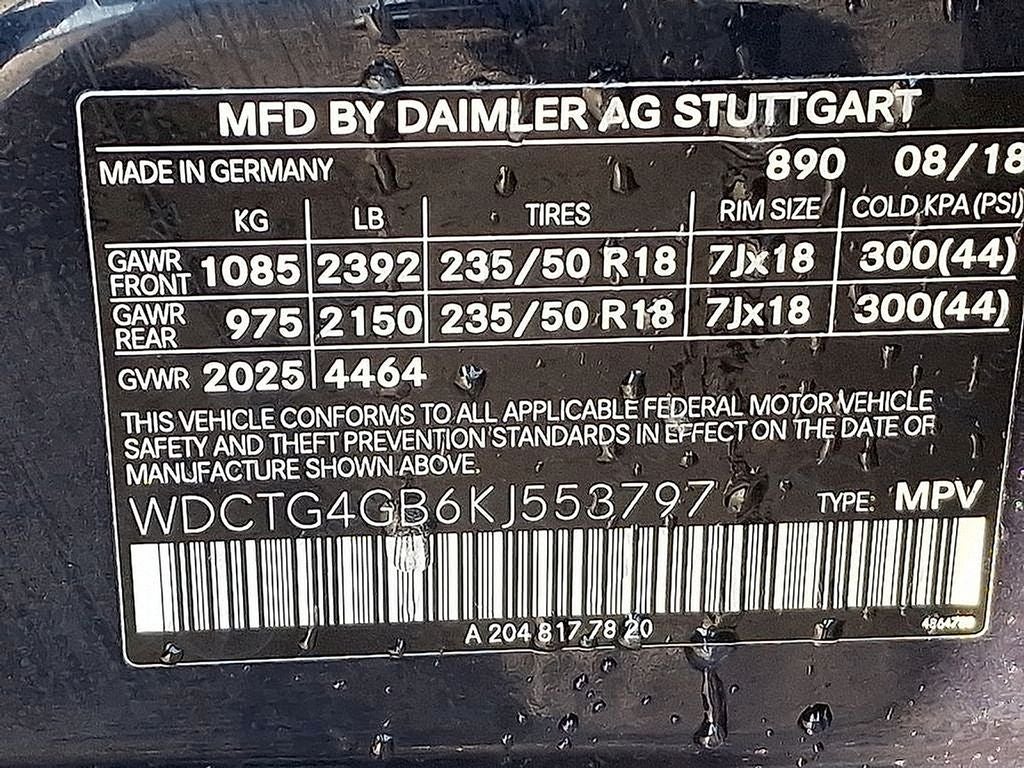 MFD BY DAIMLER AG STUTTGART
MADE IN GERMANY 890 08/18
KG LB TIRES RIM SIZE COLD KPA (PSI)
GAWR FRONT 1085 2392 235/50 R18 7Jx18 300(44)
GAWR REAR 975 2150 235/50 R18 7Jx18 300(44)
GVWR 2025 4464
THIS VEHICLE CONFORMS TO ALL APPLICABLE FEDERAL MOTOR VEHICLE
SAFETY AND THEFT PREVENTION STANDARDS IN EFFECT ON THE DATE OF
MANUFACTURE SHOWN ABOVE.
WDCTG4GB6KJ553797 TYPE: MPV
A 204 817 78 20